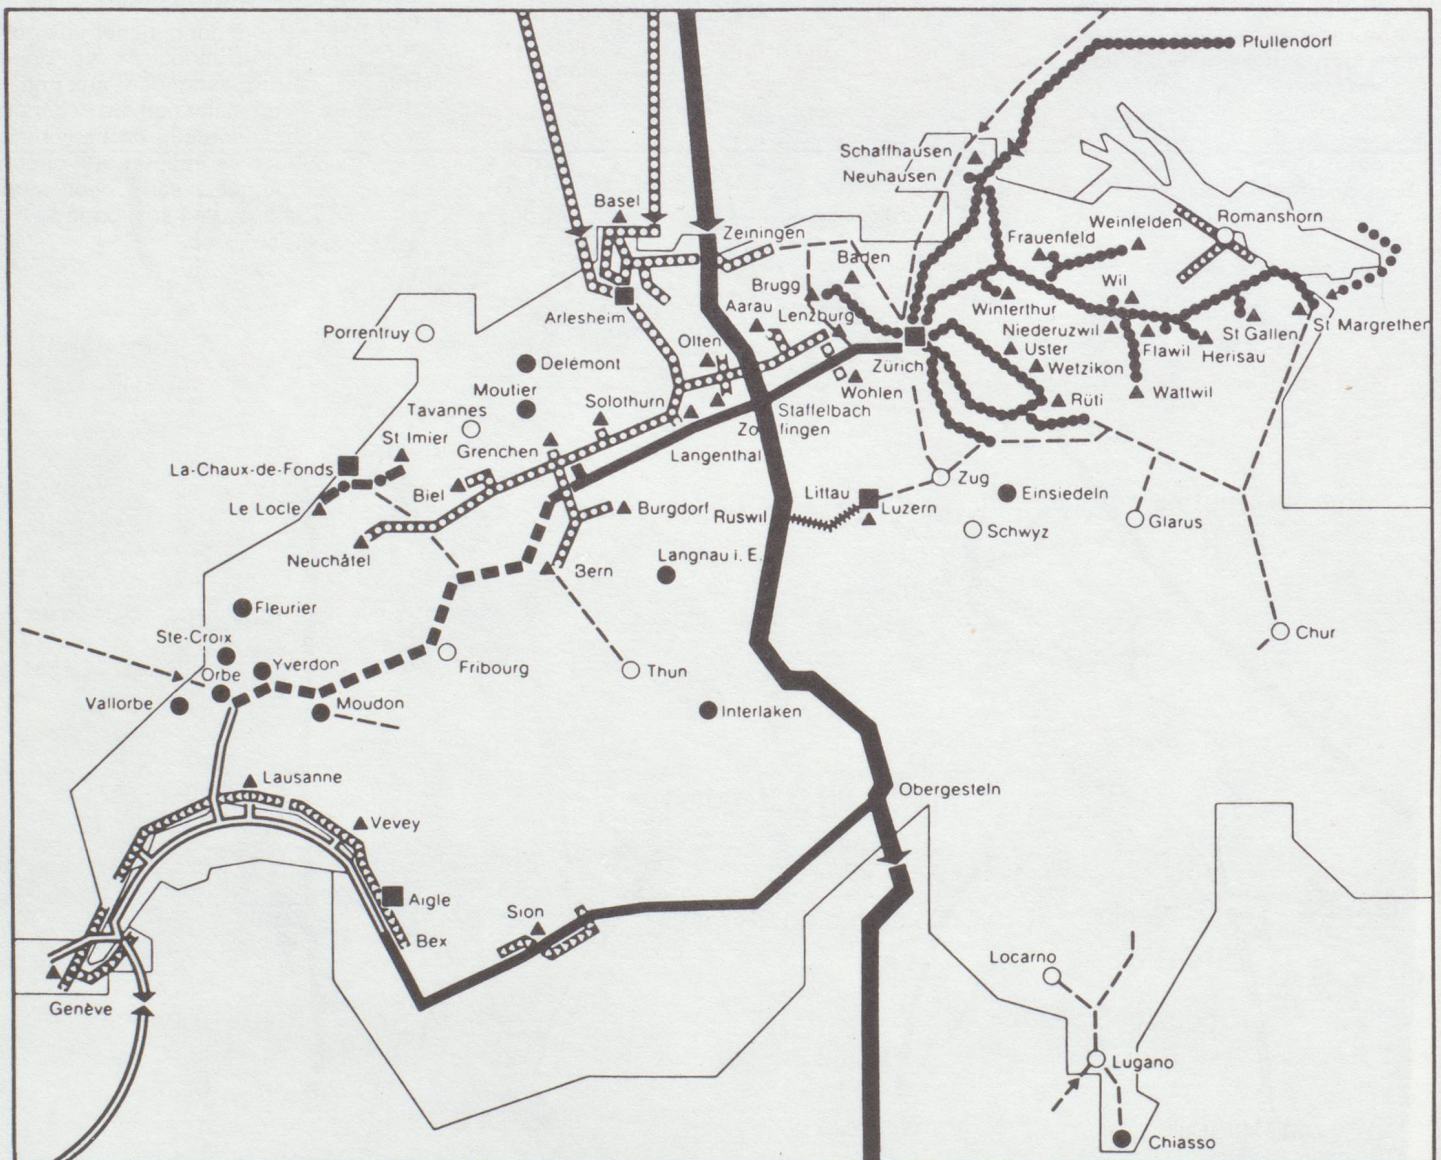 Pfullendorf
Schaffhausen
Neuhausen
Basel
Weinfelden
Romanshorn
Zeiningen
Frauenfeld
Baden
Brugg
Wil
Aarau
Lenzburg
Winterthur
Arlesheim
Niederuzwil
St Gallen
St Margrethen
Porrentruy
Olten
Uster
Flawil
Herisau
Delémont
Zürich
Wetzikon
Moutier
Wohlen
Wattwil
Solothurn
Rüti
Tavannes
Staffelbach
St Imier
Zofingen
Grenchen
Langenthal
La-Chaux-de-Fonds
Zug
Biel
Littau
Einsiedeln
Le Locle
Burgdorf
Luzern
Ruswil
Glarus
Schwyz
Neuchâtel
Langnau i. E.
Bern
Fleurier
Chur
Ste-Croix
Yverdon
Fribourg
Orbe
Thun
Vallorbe
Moudon
Interlaken
Lausanne
Obergesteln
Vevey
Aigle
Sion
Bex
Locarno
Genève
Lugano
Chiasso